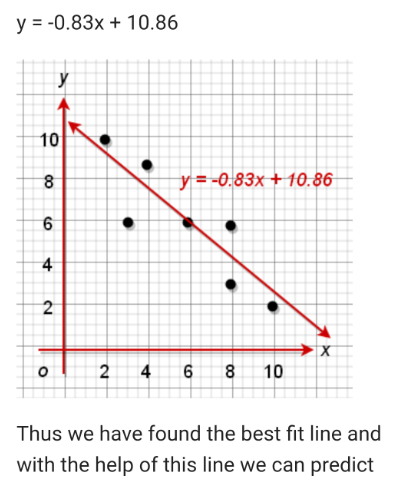 y = -0.83x + 10.86
y
10
8
y = -0.83x + 10.86
6
4
2
x
o 2 4 6 8 10
Thus we have found the best fit line and
with the help of this line we can predict